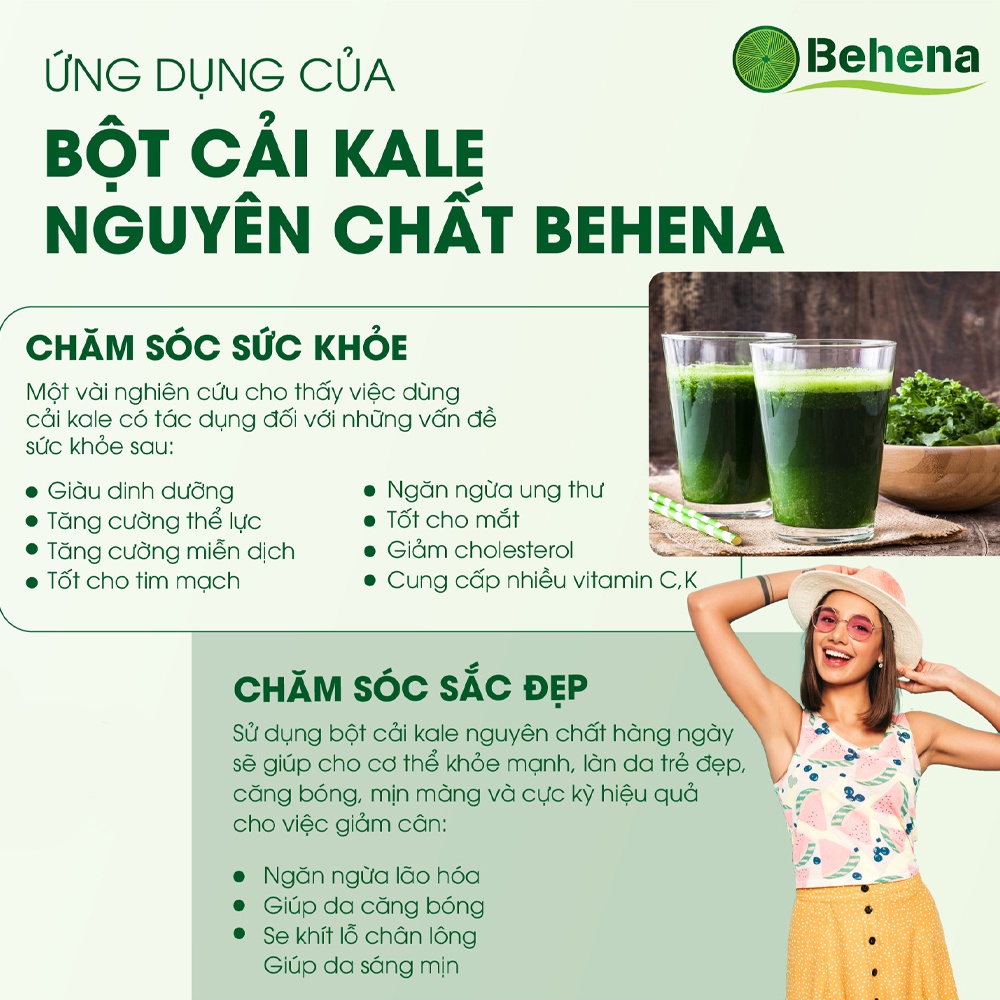 Behena
ỨNG DỤNG CỦA
BỘT CẢI KALE
NGUYÊN CHẤT BEHENA
CHĂM SÓC SỨC KHỎE
Một vài nghiên cứu cho thấy việc dùng
cải kale có tác dụng đối với những vấn đề
sức khỏe sau:
• Giàu dinh dưỡng
• Tăng cường thể lực
• Tăng cường miễn dịch
• Tốt cho tim mạch
• Ngăn ngừa ung thư
• Tốt cho mắt
• Giảm cholesterol
• Cung cấp nhiều vitamin C,K
CHĂM SÓC SẮC ĐẸP
Sử dụng bột cải kale nguyên chất hàng ngày
sẽ giúp cho cơ thể khỏe mạnh, làn da trẻ đẹp,
căng bóng, mịn màng và cực kỳ hiệu quả
cho việc giảm cân:
• Ngăn ngừa lão hóa
• Giúp da căng bóng
• Se khít lỗ chân lông
Giúp da sáng mịn